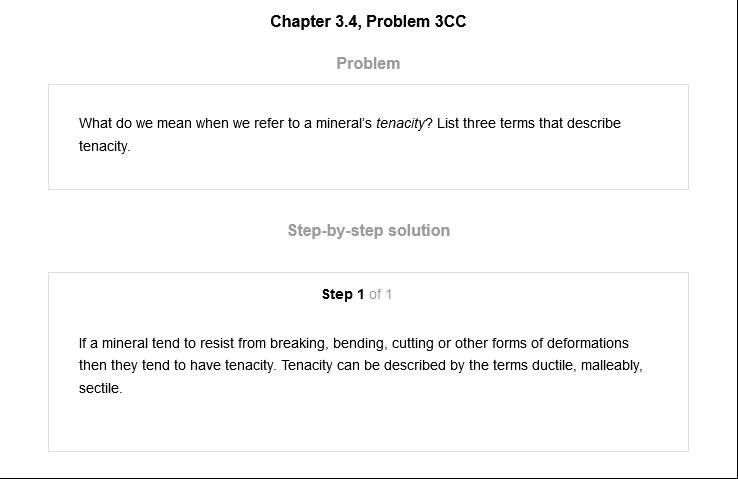 Chapter 3.4, Problem 3CC
Problem
What do we mean when we refer to a mineral's tenacity? List three terms that describe
tenacity.
Step-by-step solution
Step 1 of 1
If a mineral tend to resist from breaking, bending, cutting or other forms of deformations
then they tend to have tenacity. Tenacity can be described by the terms ductile, malleably,
sectile.